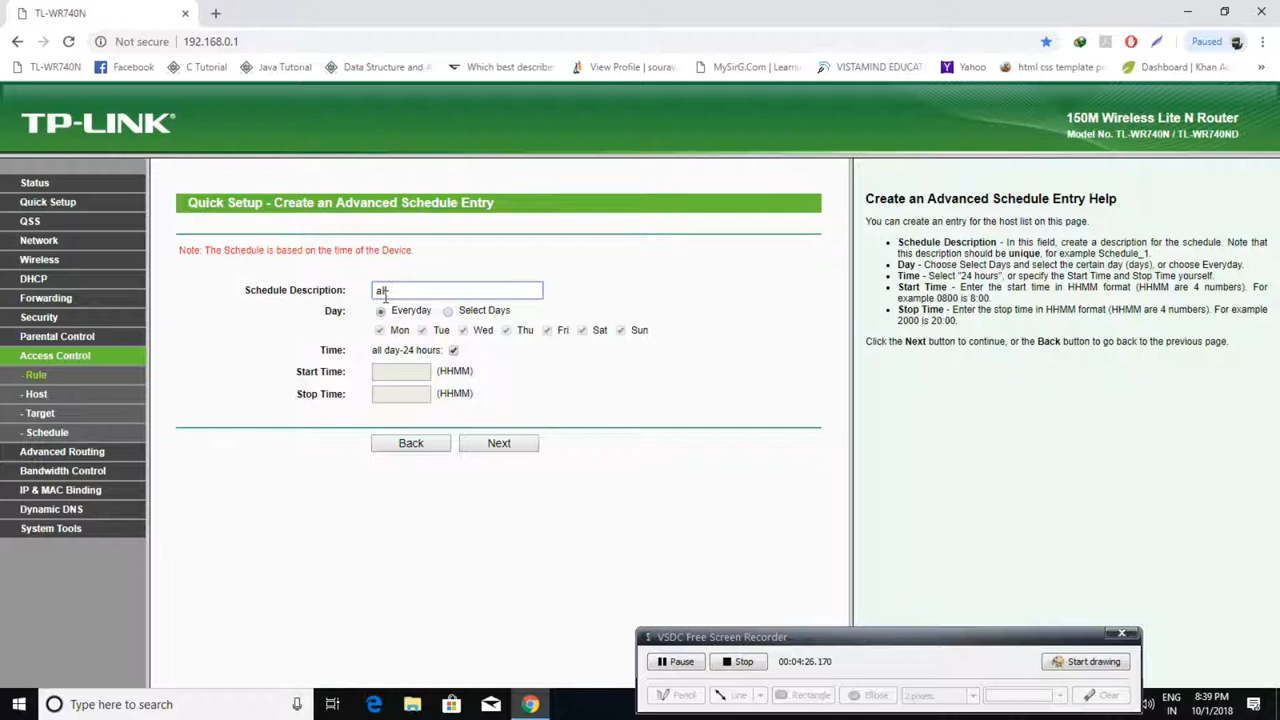 TL-WR740N
Not secure 192.168.0.1 Paused
TL-WR740N Facebook C Tutorial Java Tutorial Data Structure and A Which best describe View Profile | sourav MySirG.Com | Learni VISTAMIND EDUCAT Yahoo html css template p Dashboard | Khan Ac
TP-LINK
150M Wireless Lite N Router
Model No. TL-WR740N / TL-WR740ND
Status
Quick Setup
QSS
Network
Wireless
DHCP
Forwarding
Security
Parental Control
Access Control
- Rule
- Host
- Target
- Schedule
Advanced Routing
Bandwidth Control
IP & MAC Binding
Dynamic DNS
System Tools
Quick Setup - Create an Advanced Schedule Entry
Note: The Schedule is based on the time of the Device.
Schedule Description: all
Day: Everyday Select Days
Mon Tue Wed Thu Fri Sat Sun
Time: all day-24 hours:
Start Time: (HHMM)
Stop Time: (HHMM)
Back Next
Create an Advanced Schedule Entry Help
You can create an entry for the host list on this page.
Schedule Description - In this field, create a description for the schedule. Note that
this description should be unique, for example Schedule_1.
Day - Choose Select Days and select the certain day (days), or choose Everyday.
Time - Select "24 hours", or specify the Start Time and Stop Time yourself.
Start Time - Enter the start time in HHMM format (HHMM are 4 numbers). For
example 0800 is 8:00.
Stop Time - Enter the stop time in HHMM format (HHMM are 4 numbers). For example
2000 is 20:00.
Click the Next button to continue, or the Back button to go back to the previous page.
VSDC Free Screen Recorder
Pause Stop 00:04:26.170 Start drawing
Pencil Line Rectangle Ellipse 2 pixels Clear
Type here to search
ENG 8:39 PM
IN 10/1/2018